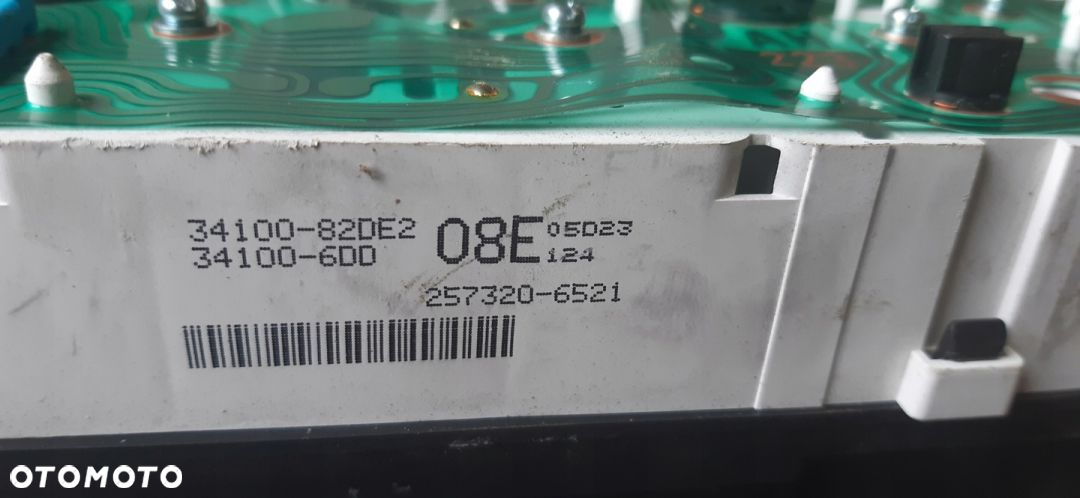 34100-82DE2
34100-6DD
08E
05D23
124
257320-6521
OTOMOTO